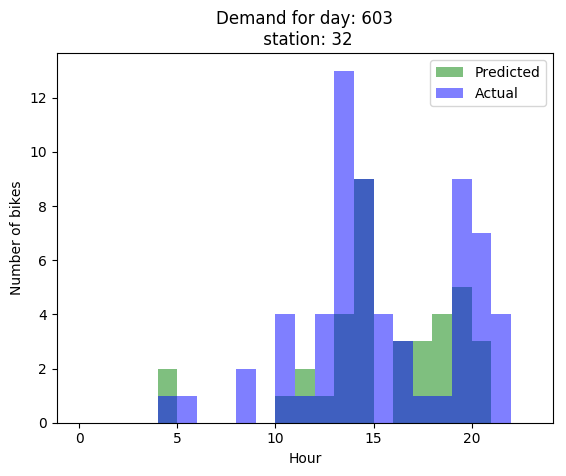 Demand for day: 603
station: 32
Predicted
Actual
Number of bikes
12
10
8
6
4
2
0
0
5
10
15
20
Hour